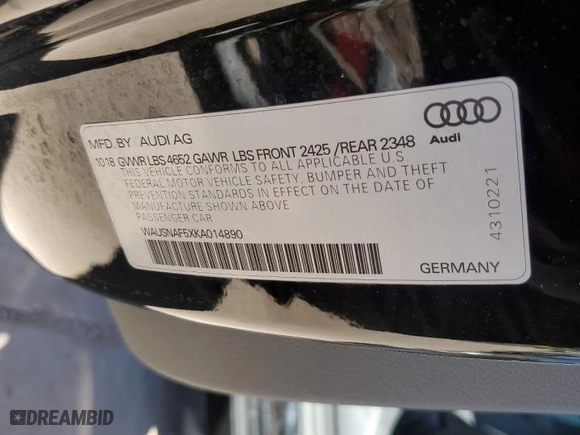 MFD. BY AUDI AG
1018 GVWR LBS 4652 GAWR LBS FRONT 2425 /REAR 2348
THIS VEHICLE CONFORMS TO ALL APPLICABLE U.S.
FEDERAL MOTOR VEHICLE SAFETY, BUMPER AND THEFT
PREVENTION STANDARDS IN EFFECT ON THE DATE OF
MANUFACTURE SHOWN ABOVE
PASSENGER CAR
WAUSNAF5XKA014890
Audi
4310221
GERMANY
DREAMBID